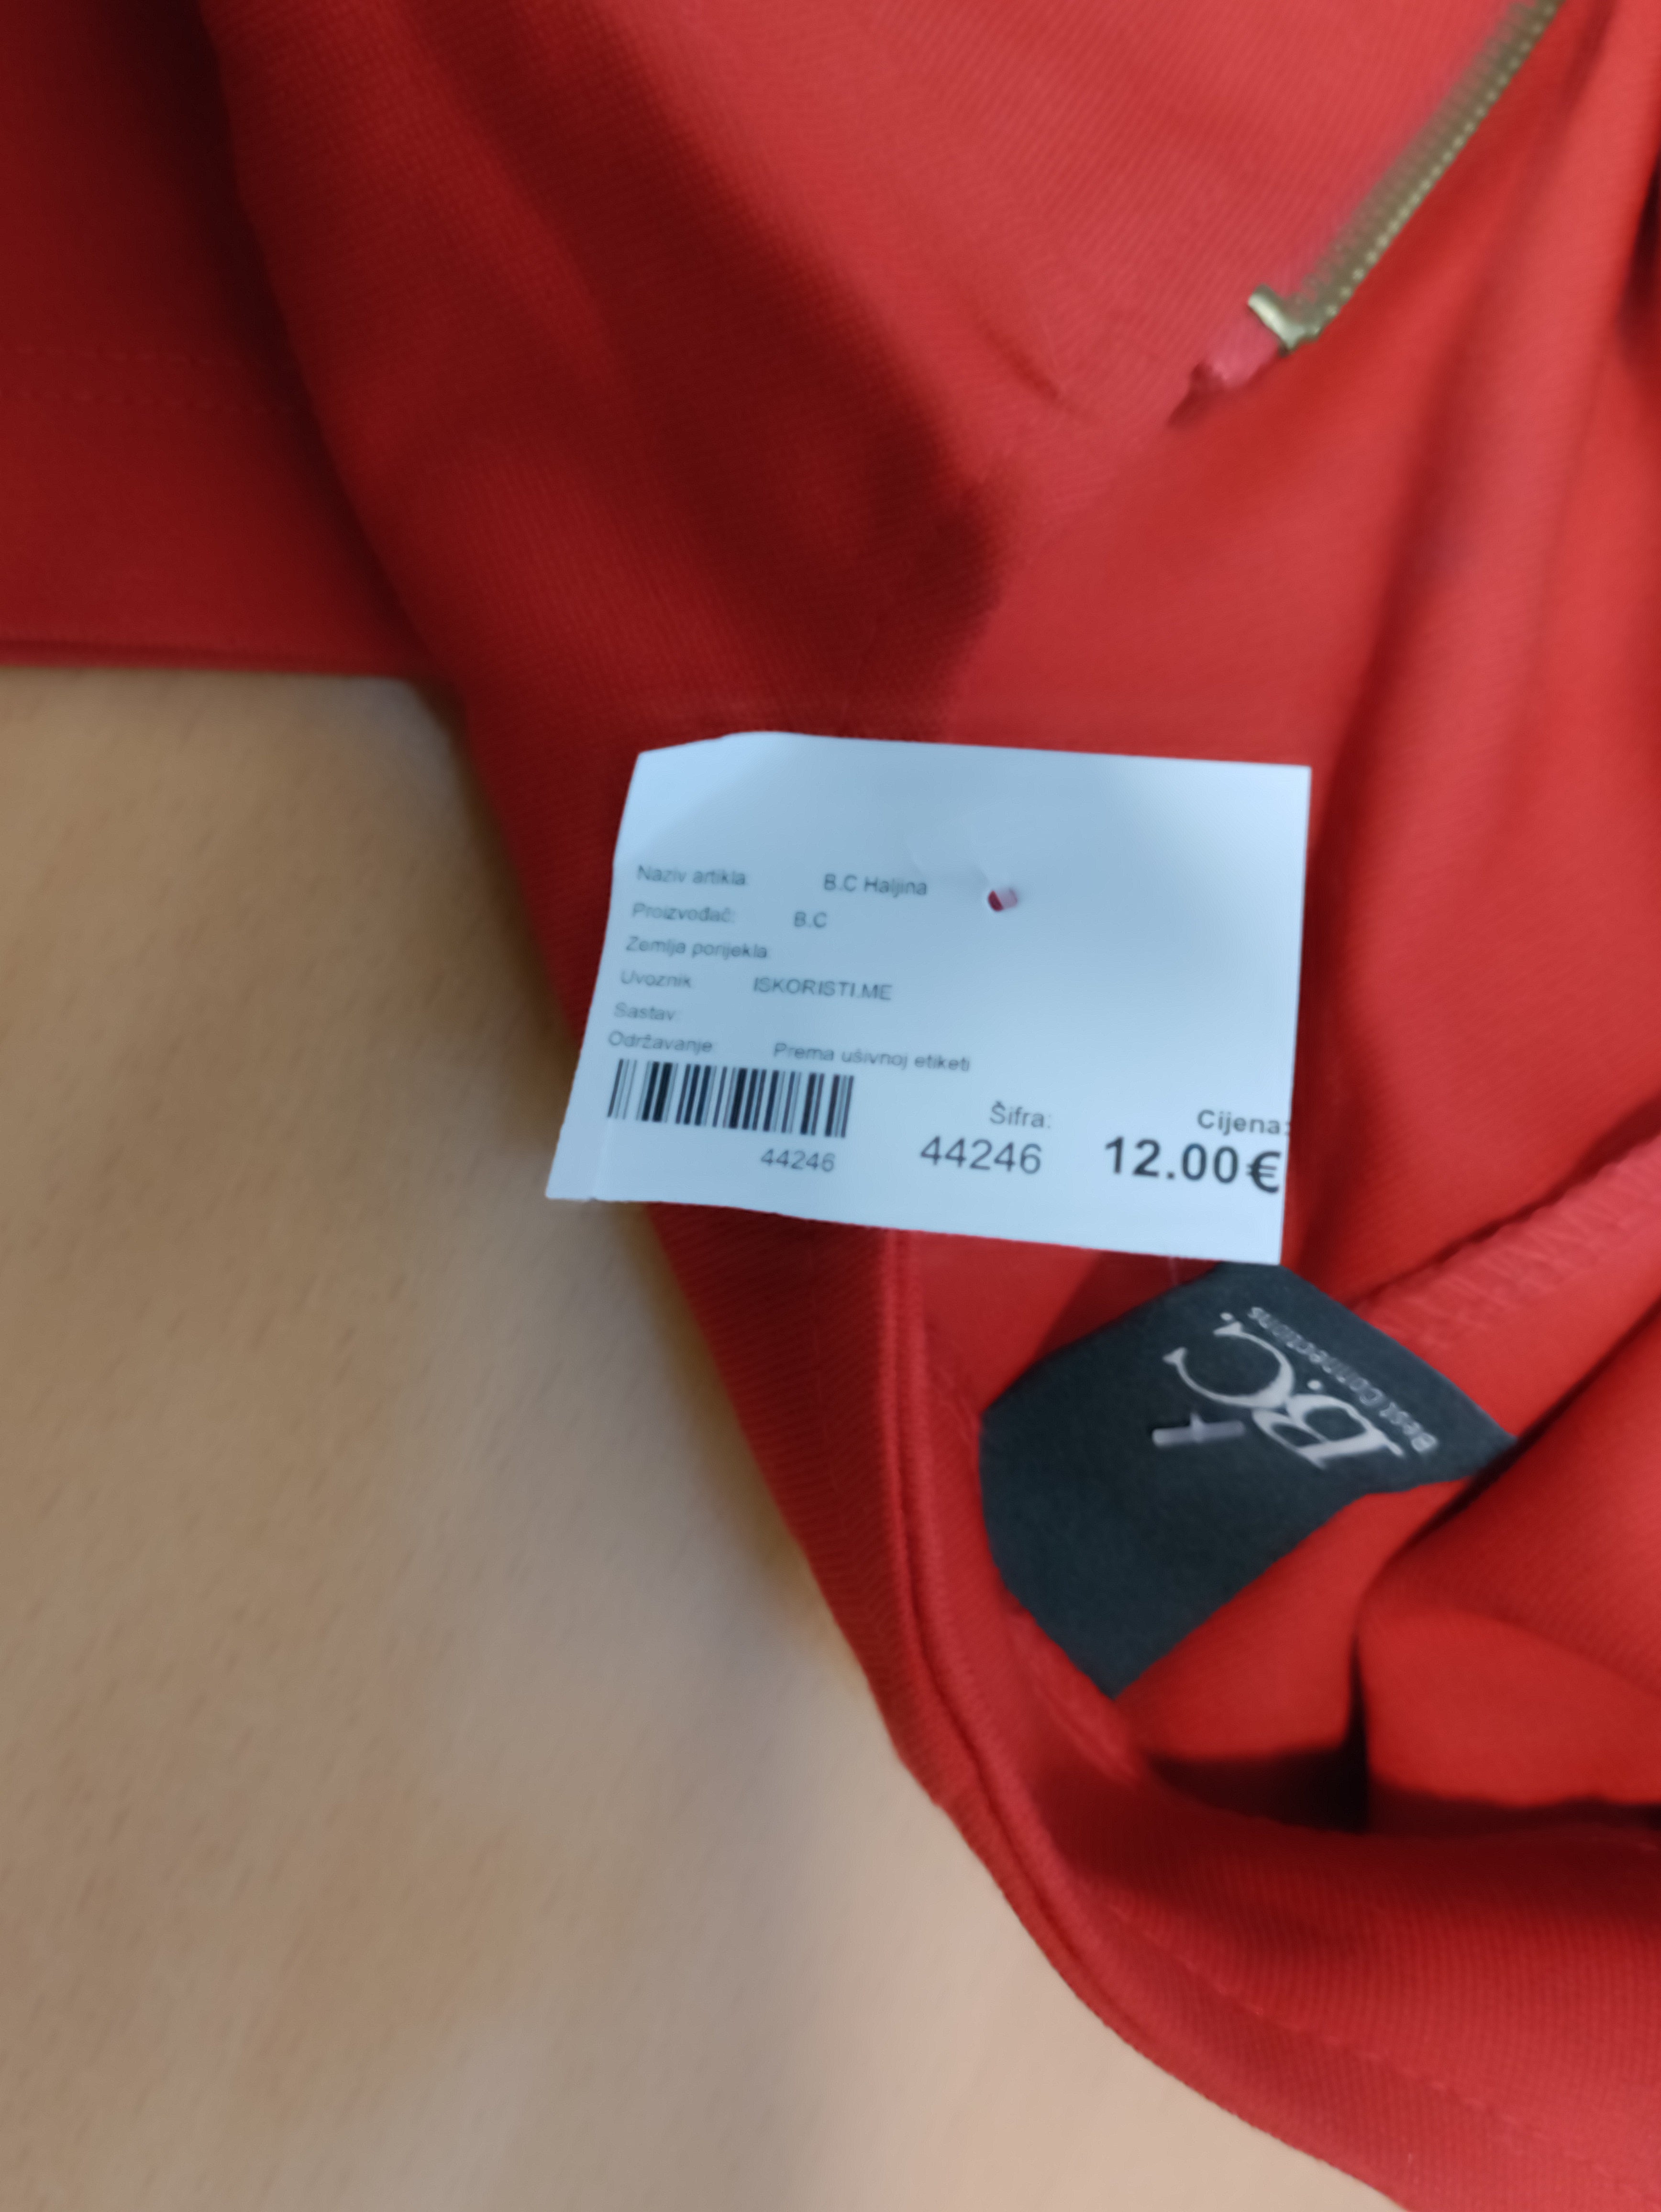 Naziv artikla: B.C Haljina
Proizvođač: B.C
Zemlja porijekla:
Uvoznik: ISKORISTI.ME
Sastav:
Održavanje: Prema ušivnoj etiketi
Šifra: Cijena:
44246 44246 12.00€
B.C.
Best Connections